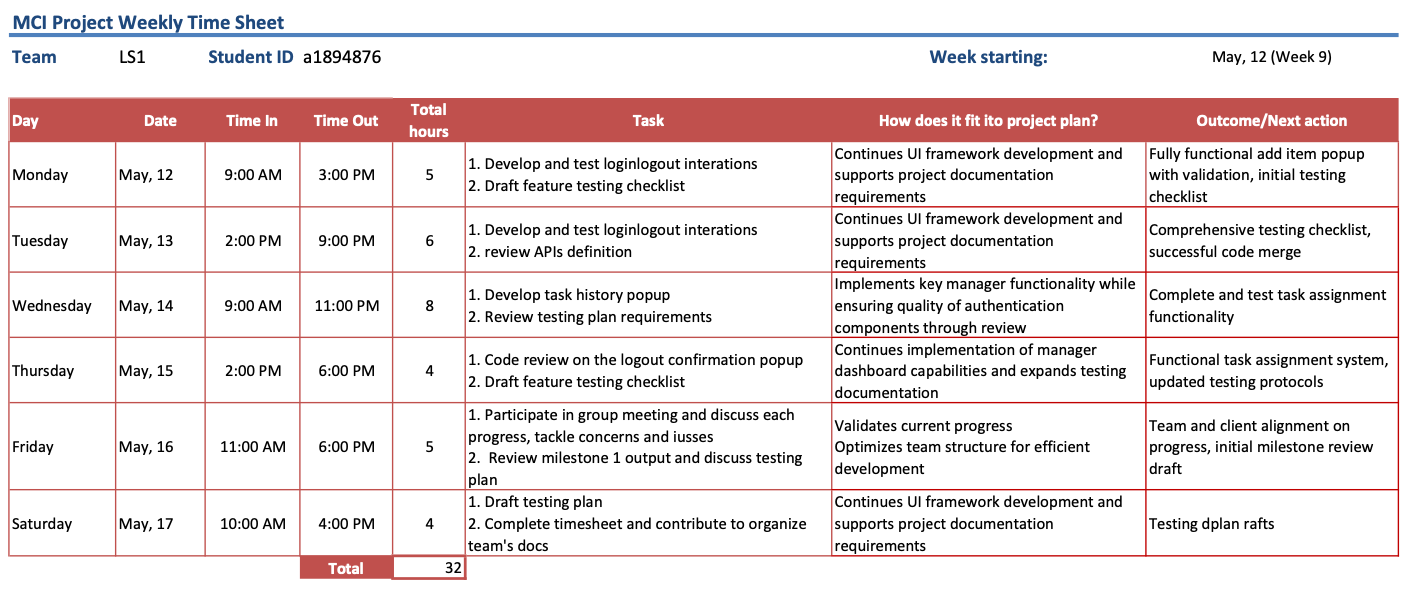 MCI Project Weekly Time Sheet
Team LS1 Student ID a1894876 Week starting: May, 12 (Week 9)
Day Date Time In Time Out Total hours Task How does it fit ito project plan? Outcome/Next action
Monday May, 12 9:00 AM 3:00 PM 5
1. Develop and test loginlogout interations
2. Draft feature testing checklist
Continues UI framework development and
supports project documentation
requirements
Fully functional add item popup
with validation, initial testing
checklist
Tuesday May, 13 2:00 PM 9:00 PM 6
1. Develop and test loginlogout interations
2. review APIs definition
Continues UI framework development and
supports project documentation
requirements
Comprehensive testing checklist,
successful code merge
Wednesday May, 14 9:00 AM 11:00 PM 8
1. Develop task history popup
2. Review testing plan requirements
Implements key manager functionality while
ensuring quality of authentication
components through review
Complete and test task assignment
functionality
Thursday May, 15 2:00 PM 6:00 PM 4
1. Code review on the logout confirmation popup
2. Draft feature testing checklist
Continues implementation of manager
dashboard capabilities and expands testing
documentation
Functional task assignment system,
updated testing protocols
Friday May, 16 11:00 AM 6:00 PM 5
1. Participate in group meeting and discuss each
progress, tackle concerns and iusses
2. Review milestone 1 output and discuss testing
plan
Validates current progress
Optimizes team structure for efficient
development
Team and client alignment on
progress, initial milestone review
draft
Saturday May, 17 10:00 AM 4:00 PM 4
1. Draft testing plan
2. Complete timesheet and contribute to organize
team's docs
Continues UI framework development and
supports project documentation
requirements
Testing dplan rafts
Total 32